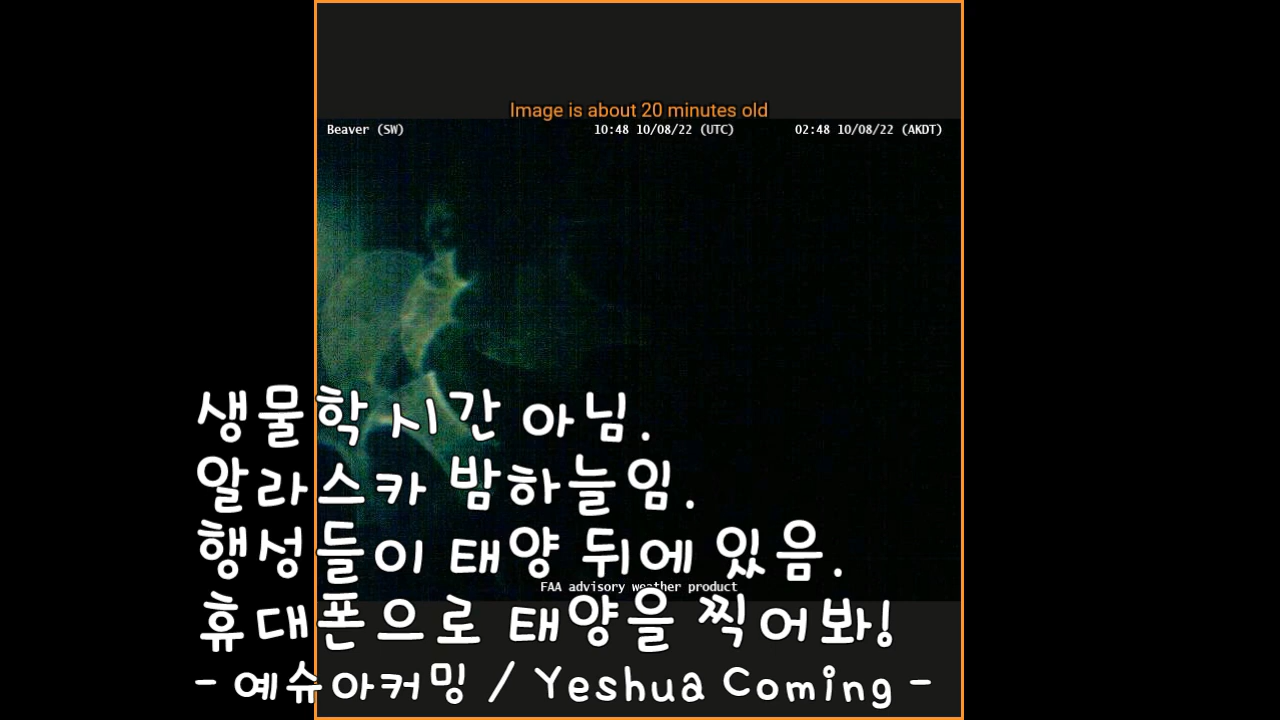 Image is about 20 minutes old
Beaver (SW) 10:48 10/08/22 (UTC) 02:48 10/08/22 (AKDT)
생물학 시간 아님.
알라스카 밤하늘임.
행성들이 태양 뒤에 있음.
FAA advisory weather product
휴대폰으로 태양을 찍어봐!
- 예슈아커밍 / Yeshua Coming -